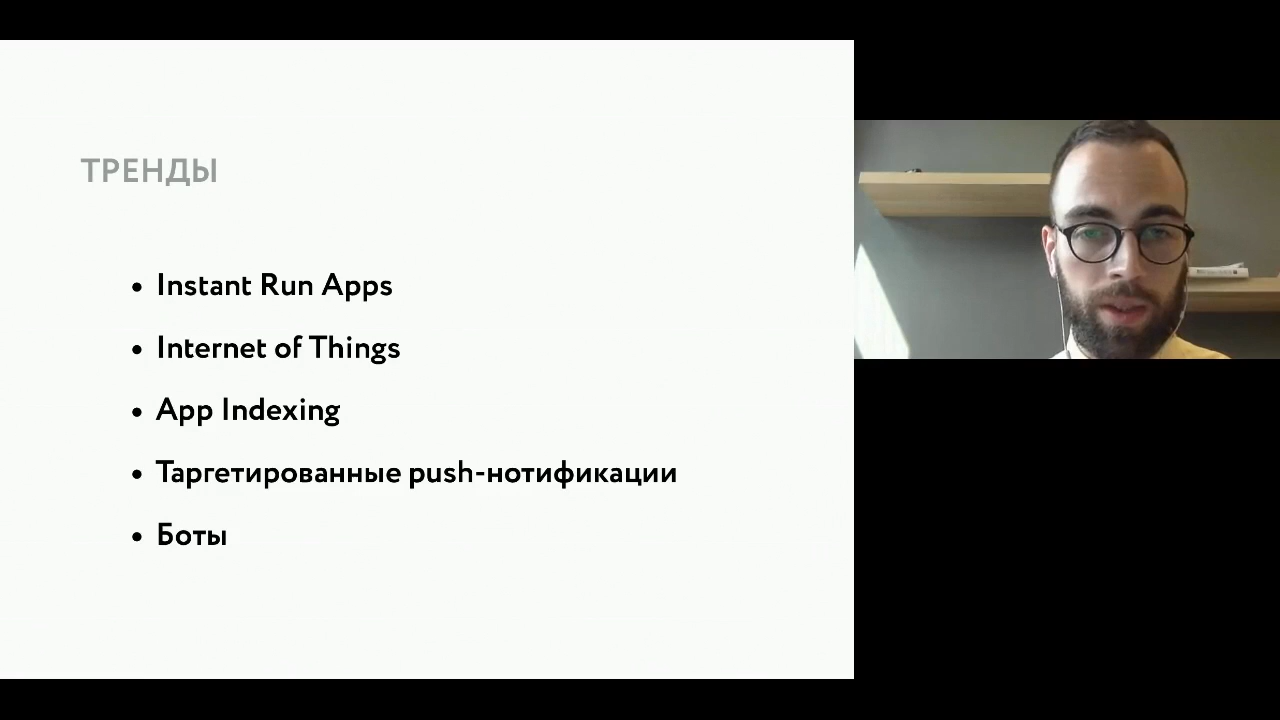 ТРЕНДЫ
Instant Run Apps
Internet of Things
App Indexing
Таргетированные push-нотификации
Боты